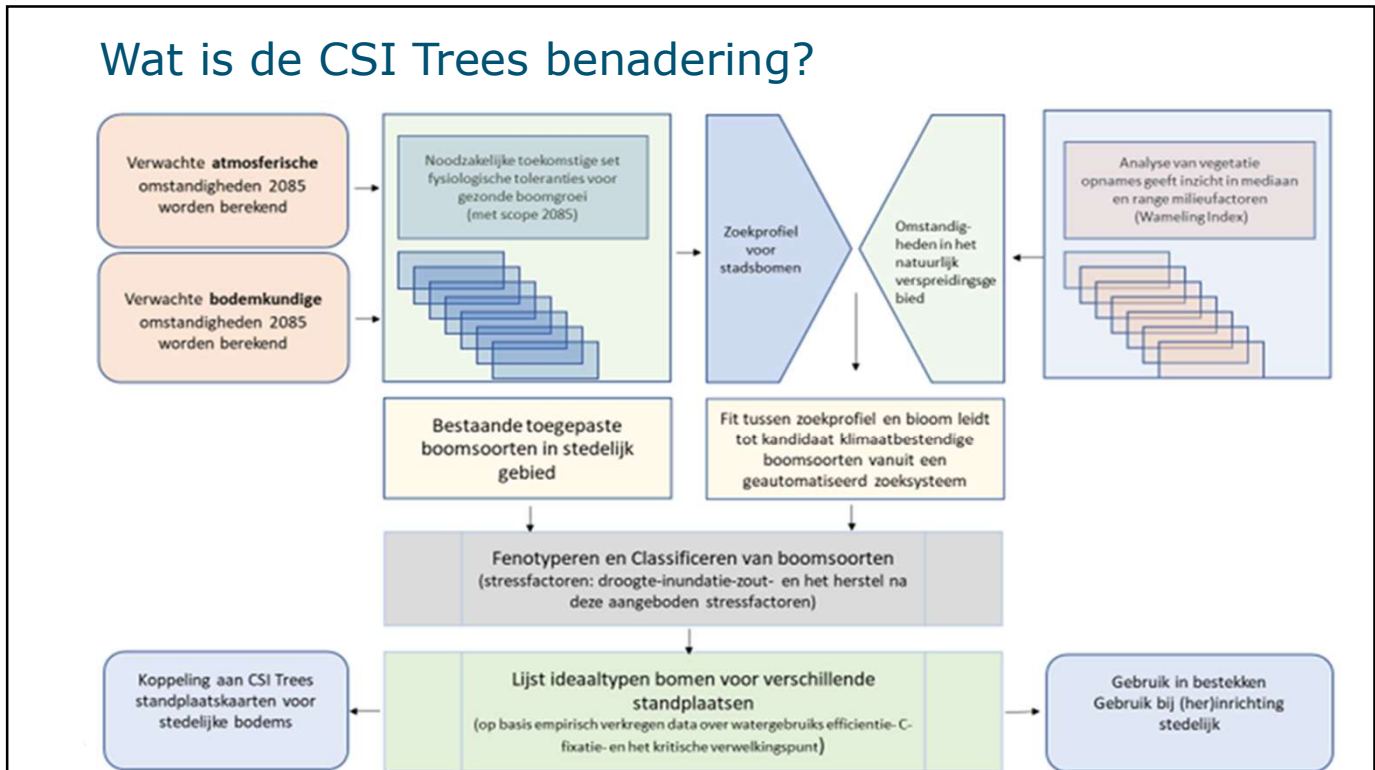 Wat is de CSI Trees benadering?
Verwachte atmosferische
omstandigheden 2085
worden berekend
Verwachte bodemkundige
omstandigheden 2085
worden berekend
Noodzakelijke toekomstige set
fysiologische toleranties voor
gezonde boomgroei
(met scope 2085)
Zoekprofiel
voor
stadsbomen
Omstandig-
heden in het
natuurlijk
verspreidingsge
bied
Analyse van vegetatie
opnames geeft inzicht in mediaan
en range milieufactoren
(Wameling Index)
Bestaande toegepaste
boomsoorten in stedelijk
gebied
Fit tussen zoekprofiel en bioom leidt
tot kandidaat klimaatbestendige
boomsoorten vanuit een
geautomatiseerd zoeksysteem
Fenotyperen en Classificeren van boomsoorten
(stressfactoren: droogte-inundatie-zout- en het herstel na
deze aangeboden stressfactoren)
Koppeling aan CSI Trees
standplaatskaarten voor
stedelijke bodems
Lijst ideaaltypen bomen voor verschillende
standplaatsen
(op basis empirisch verkregen data over watergebruiks efficientie- C-
fixatie- en het kritische verwelkingspunt)
Gebruik in bestekken
Gebruik bij (her)inrichting
stedelijk